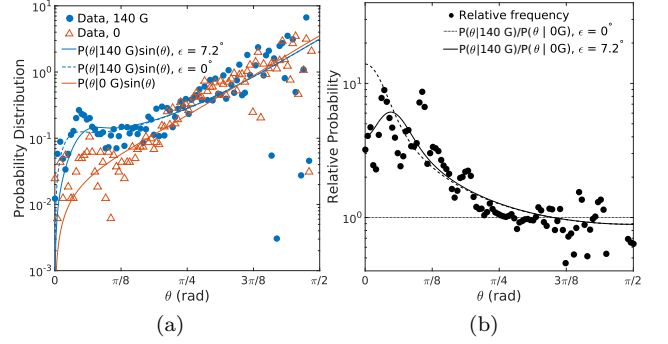 Data, 140 G
Data, 0
P(θ|140 G)sin(θ), ϵ = 7.2°
P(θ|140 G)sin(θ), ϵ = 0°
P(θ|0 G)sin(θ)
Probability Distribution
10^1
10^0
10^-1
10^-2
10^-3
0
π/8
π/4
3π/8
π/2
θ (rad)
(a)
Relative frequency
P(θ|140 G)/P(θ | 0G), ϵ = 0°
P(θ|140 G)/P(θ | 0G), ϵ = 7.2°
Relative Probability
10^1
10^0
0
π/8
π/4
3π/8
π/2
θ (rad)
(b)